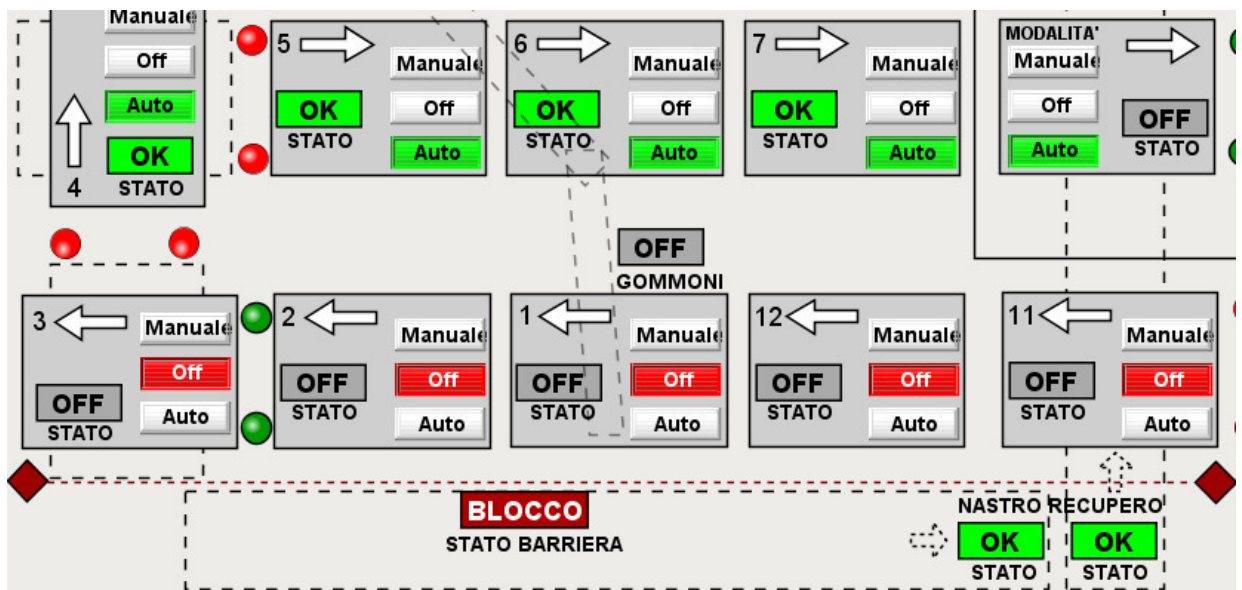 Manuale
Off
Auto
OK
STATO
4
5
Manuale
OK
Off
STATO
Auto
6
Manuale
OK
Off
STATO
Auto
7
Manuale
OK
Off
STATO
Auto
MODALITA'
Manuale
Off
OFF
Auto
STATO
OFF
GOMMONI
3
Manuale
Off
OFF
Auto
STATO
2
Manuale
OFF
Off
STATO
Auto
1
Manuale
OFF
Off
STATO
Auto
12
Manuale
OFF
Off
STATO
Auto
11
Manuale
OFF
Off
STATO
Auto
BLOCCO
STATO BARRIERA
NASTRO RECUPERO
OK OK
STATO STATO